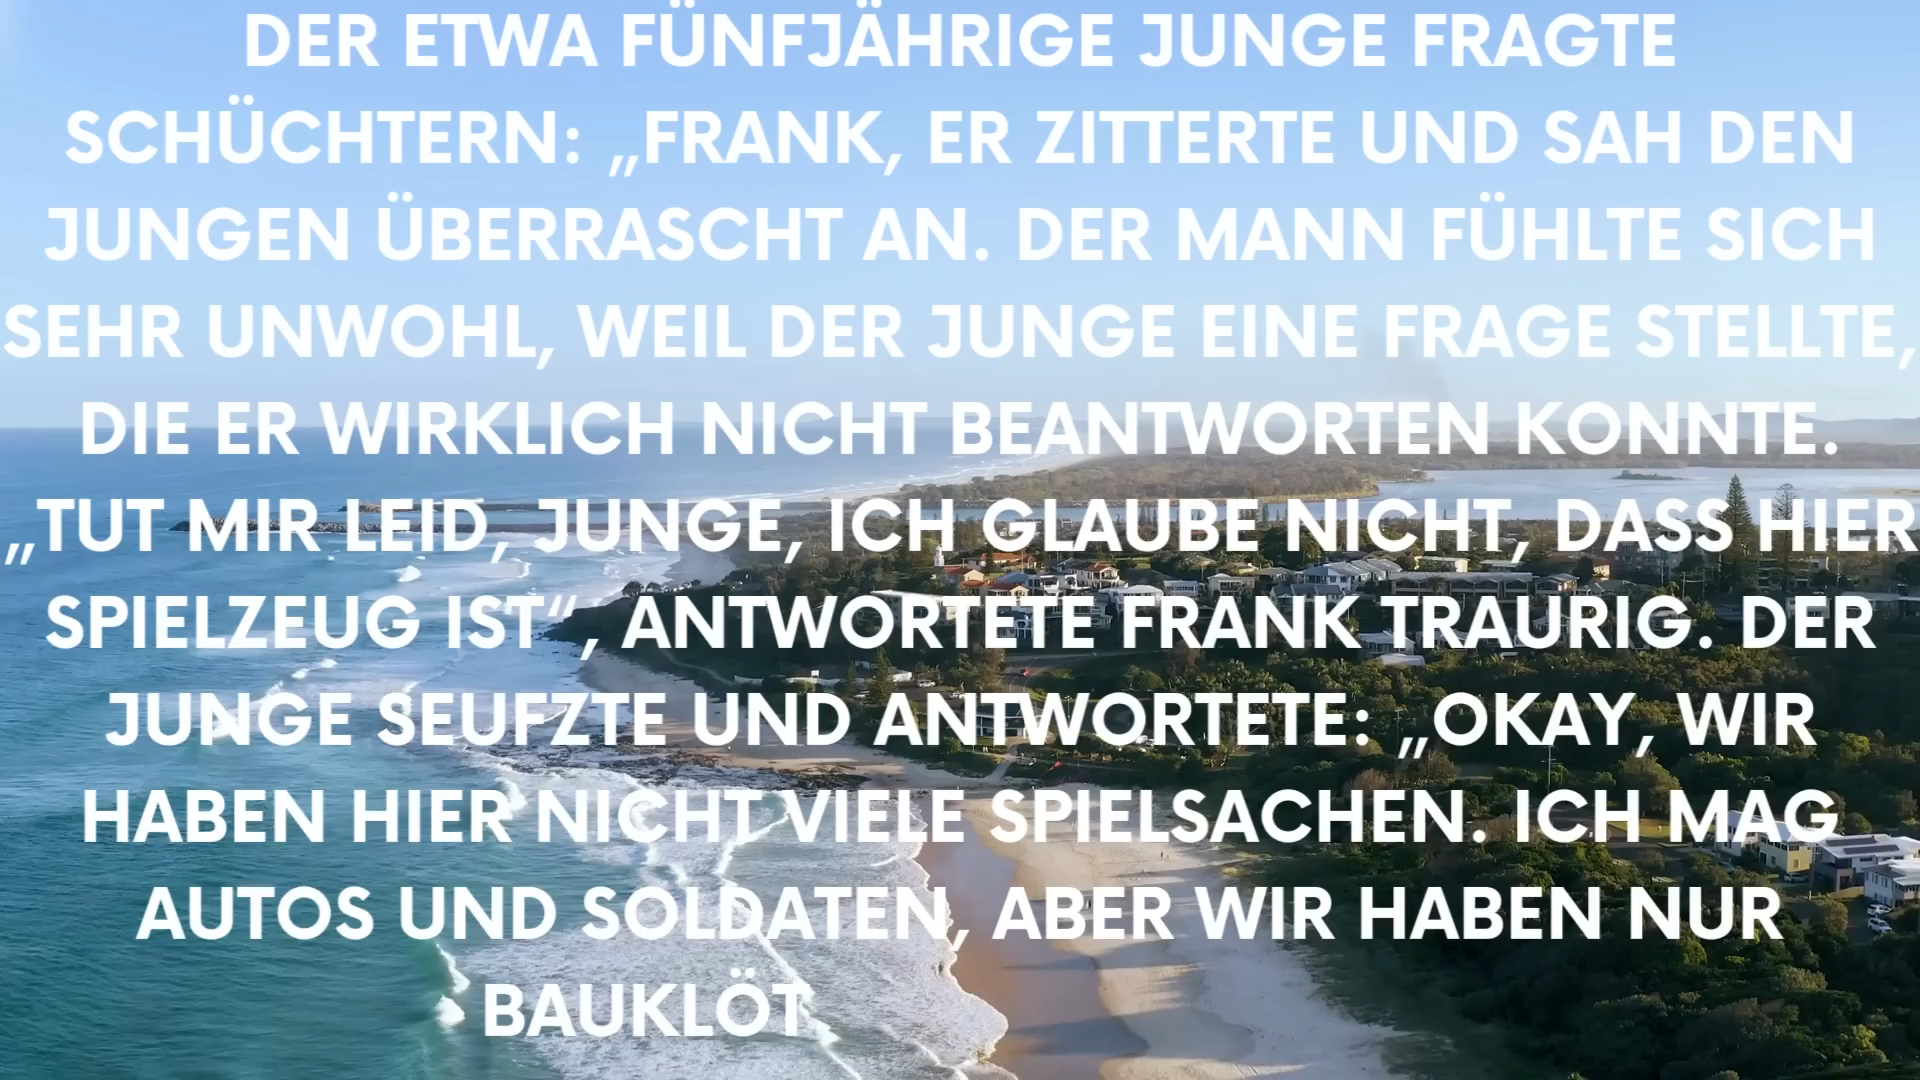 DER ETWA FÜNFJÄHRIGE JUNGE FRAGTE
SCHÜCHTERN: „FRANK, ER ZITTERTE UND SAH DEN
JUNGEN ÜBERRASCHT AN. DER MANN FÜHLTE SICH
SEHR UNWOHL, WEIL DER JUNGE EINE FRAGE STELLTE,
DIE ER WIRKLICH NICHT BEANTWORTEN KONNTE.
„TUT MIR LEID, JUNGE, ICH GLAUBE NICHT, DASS HIER
SPIELZEUG IST“, ANTWORTETE FRANK TRAURIG. DER
JUNGE SEUFZTE UND ANTWORTETE: „OKAY, WIR
HABEN HIER NICHT VIELE SPIELSACHEN. ICH MAG
AUTOS UND SOLDATEN, ABER WIR HABEN NUR
BAUKLÖT